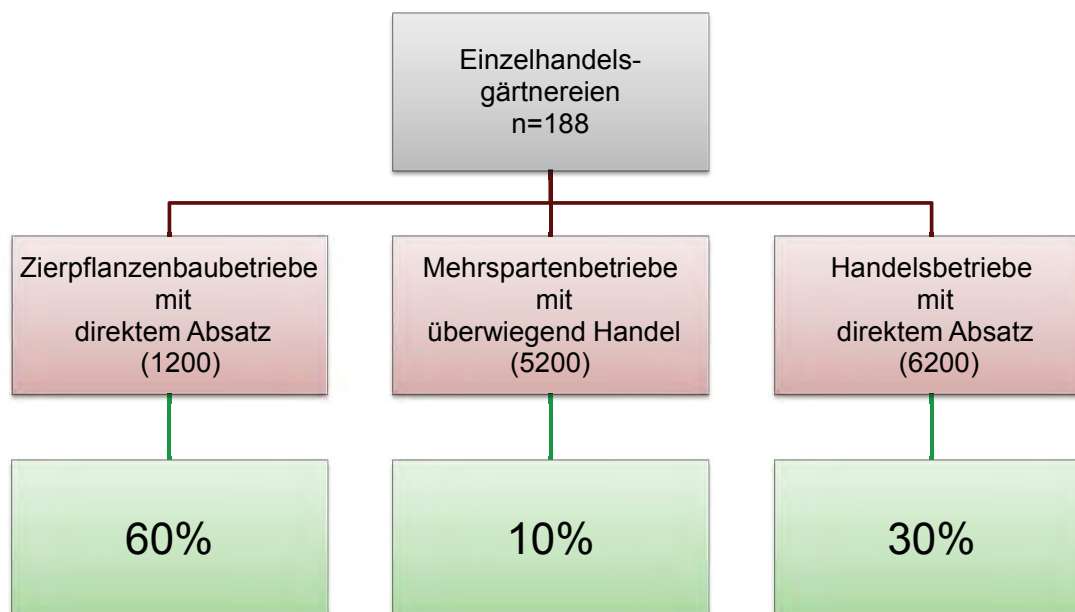 Einzelhandels-
gärtnereien
n=188
Zierpflanzenbaubetriebe
mit
direktem Absatz
(1200)
Mehrspartenbetriebe
mit
überwiegend Handel
(5200)
Handelsbetriebe
mit
direktem Absatz
(6200)
60%
10%
30%